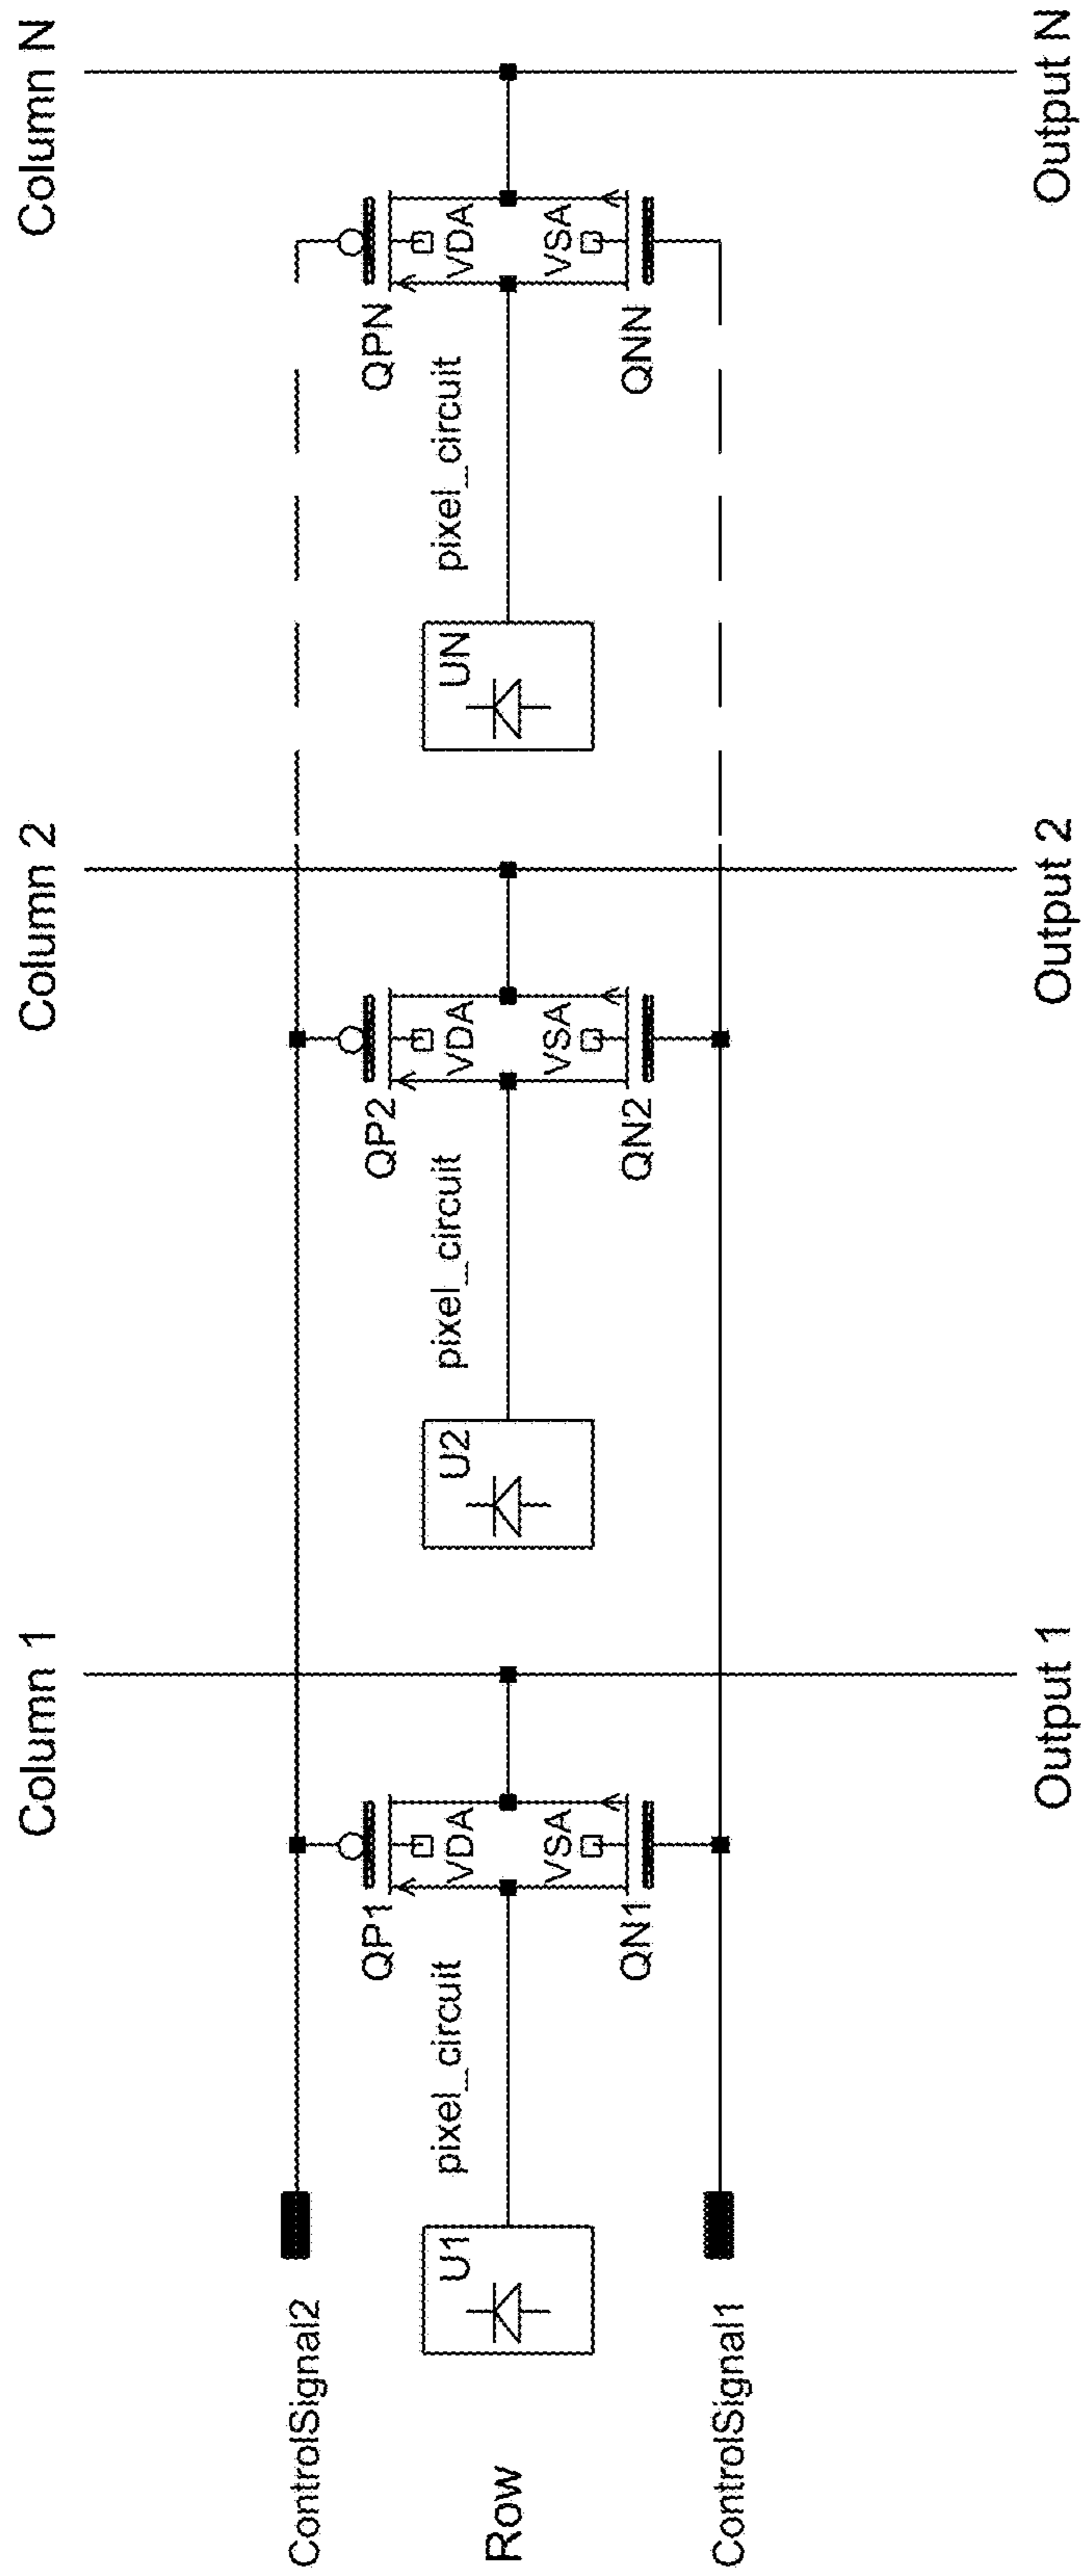 Column 1
Column 2
Column N
ControlSignal2
QP1
QP2
QPN
VDA
VDA
VDA
U1
pixel_circuit
U2
pixel_circuit
UN
pixel_circuit
Row
VSA
VSA
VSA
QN1
QN2
QNN
ControlSignal1
Output 1
Output 2
Output N